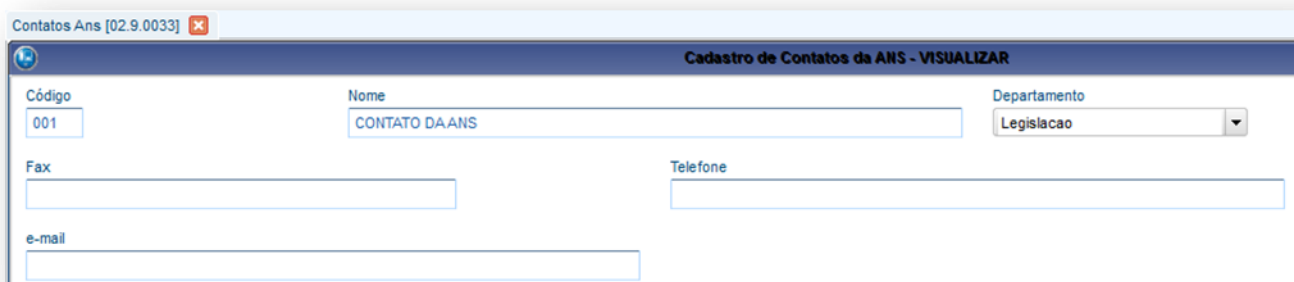 Contatos Ans [02.9.0033]
Cadastro de Contatos da ANS - VISUALIZAR
Código Nome Departamento
001 CONTATO DA ANS Legislacao
Fax Telefone
e-mail